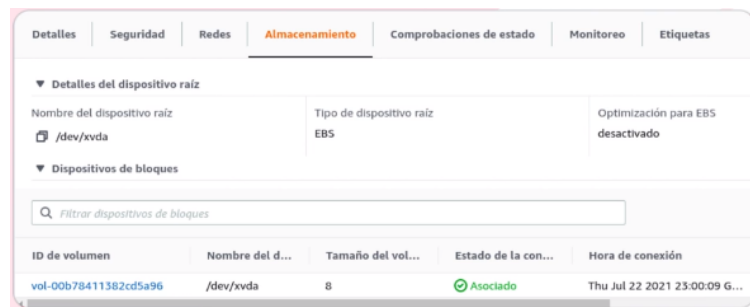 Detalles Seguridad Redes Almacenamiento Comprobaciones de estado Monitoreo Etiquetas
▼ Detalles del dispositivo raíz
Nombre del dispositivo raíz Tipo de dispositivo raíz Optimización para EBS
/dev/xvda EBS desactivado
▼ Dispositivos de bloques
Filtrar dispositivos de bloques
ID de volumen Nombre del d... Tamaño del vol... Estado de la con... Hora de conexión
vol-00b78411382cd5a96 /dev/xvda 8 Asociado Thu Jul 22 2021 23:00:09 G...